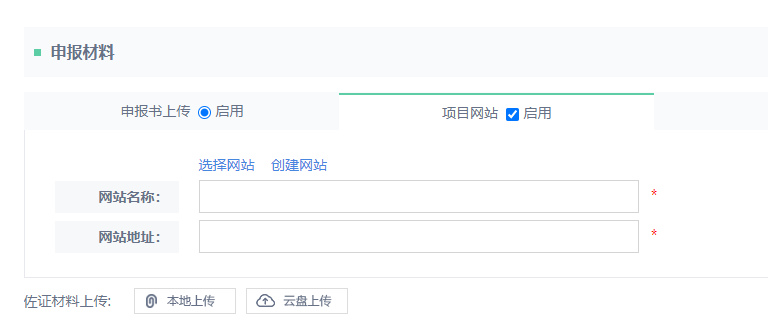 申报材料
申报书上传 启用 项目网站 启用
选择网站 创建网站
网站名称： *
网站地址： *
佐证材料上传: 本地上传 云盘上传